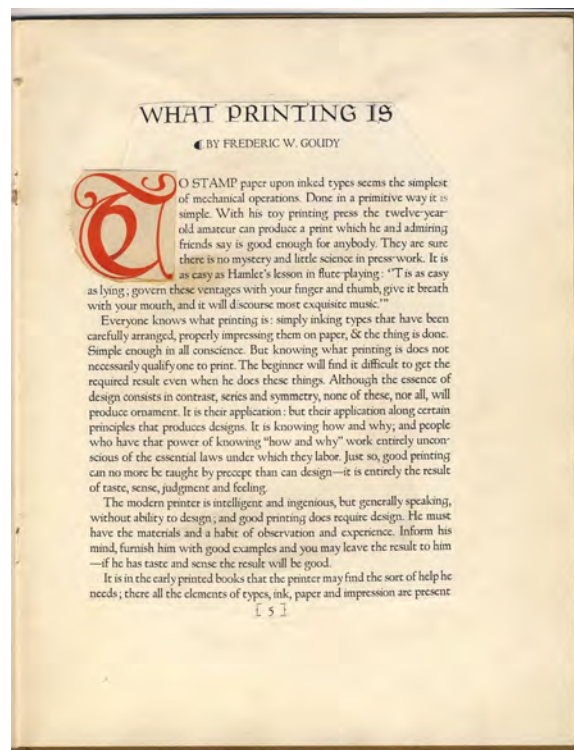 WHAT PRINTING IS
BY FREDERIC W. GOUDY
TO STAMP paper upon inked types seems the simplest
of mechanical operations. Done in a primitive way it is
simple. With his toy printing press the twelve-year-
old amateur can produce a print which he and admiring
friends say is good enough for anybody. They are sure
there is no mystery and little science in press-work. It is
as easy as Hamlet's lesson in flute-playing: "'T is as easy
as lying; govern these ventages with your finger and thumb, give it breath
with your mouth, and it will discourse most exquisite music.'"
Everyone knows what printing is: simply inking types that have been
carefully arranged, properly impressing them on paper, & the thing is done.
Simple enough in all conscience. But knowing what printing is does not
necessarily qualify one to print. The beginner will find it difficult to get the
required result even when he does these things. Although the essence of
design consists in contrast, series and symmetry, none of these, nor all, will
produce ornament. It is their application: but their application along certain
principles that produces designs. It is knowing how and why; and people
who have that power of knowing "how and why" work entirely uncon-
scious of the essential laws under which they labor. Just so, good printing
can no more be taught by precept than can design—it is entirely the result
of taste, sense, judgment and feeling.
The modern printer is intelligent and ingenious, but generally speaking,
without ability to design; and good printing does require design. He must
have the materials and a habit of observation and experience. Inform his
mind, furnish him with good examples and you may leave the result to him
—if he has taste and sense the result will be good.
It is in the early printed books that the printer may find the sort of help he
needs; there all the elements of types, ink, paper and impression are present
[ 5 ]